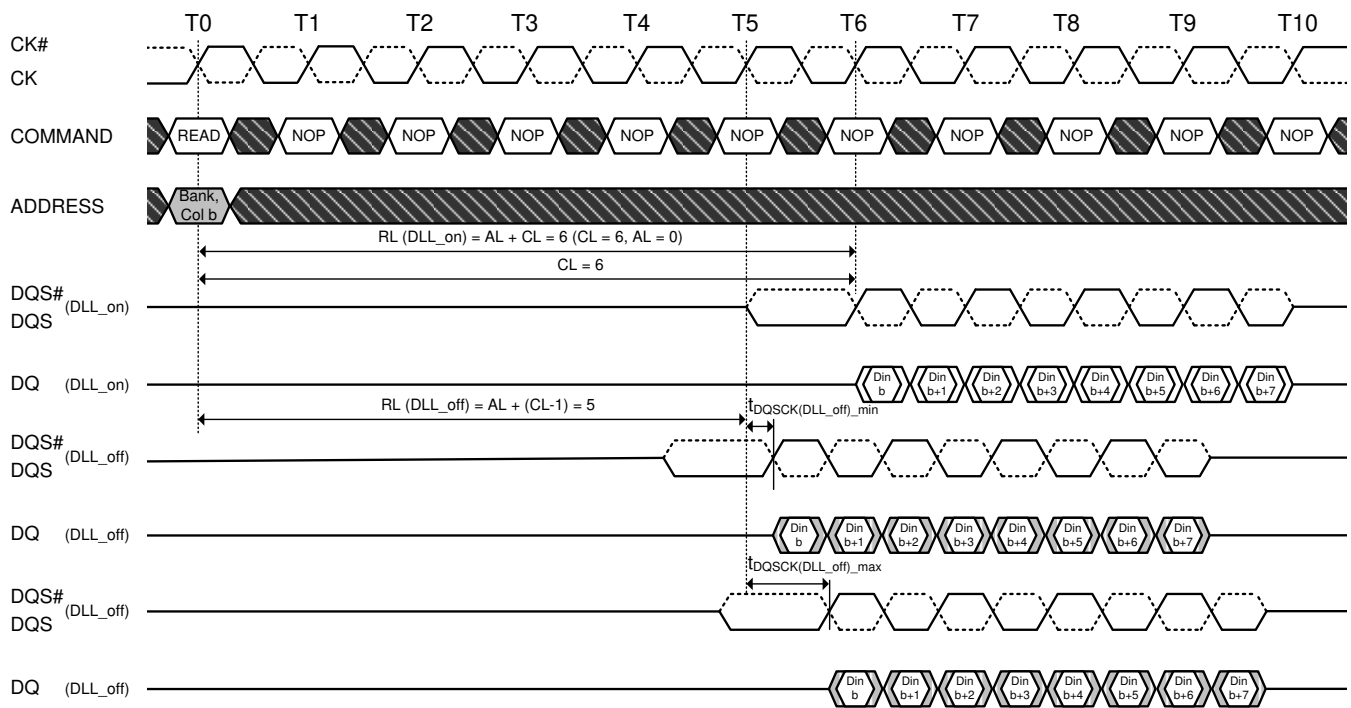 T0 T1 T2 T3 T4 T5 T6 T7 T8 T9 T10
CK#
CK
COMMAND READ NOP NOP NOP NOP NOP NOP NOP NOP NOP NOP
ADDRESS Bank,
Col b
RL (DLL_on) = AL + CL = 6 (CL = 6, AL = 0)
CL = 6
DQS# (DLL_on)
DQS
DQ (DLL_on) Din Din Din Din Din Din Din Din
b b+1 b+2 b+3 b+4 b+5 b+6 b+7
RL (DLL_off) = AL + (CL-1) = 5 tDQSCK(DLL_off)_min
DQS# (DLL_off)
DQS
DQ (DLL_off) Din Din Din Din Din Din Din Din
b b+1 b+2 b+3 b+4 b+5 b+6 b+7
tDQSCK(DLL_off)_max
DQS# (DLL_off)
DQS
DQ (DLL_off) Din Din Din Din Din Din Din Din
b b+1 b+2 b+3 b+4 b+5 b+6 b+7